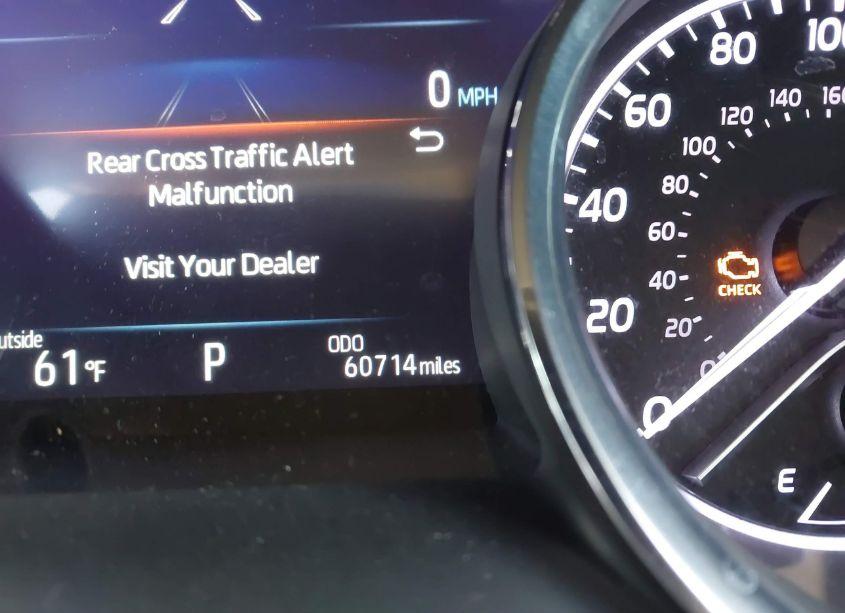 0 MPH
Rear Cross Traffic Alert
Malfunction
Visit Your Dealer
61°F
P
ODO
60714 miles
100
80
60
40
20
0
140
120
100
80
60
40
20
CHECK
E